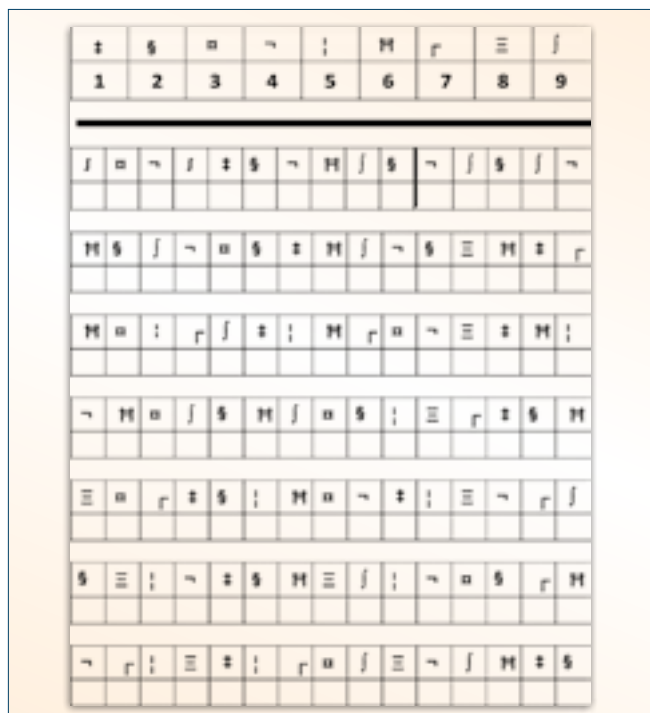 ‡ § ¤ ¬ ¦ Ħ ┌ Ξ ∫
1 2 3 4 5 6 7 8 9
∫ ¤ ¬ ∫ ‡ § ¬ Ħ ∫ § ¬ ∫ § ∫ ¬
Ħ § ∫ ¬ ¤ § ‡ Ħ ∫ ¬ § Ξ Ħ ‡ ┌
Ħ ¤ ¦ ┌ ∫ ‡ ¦ Ħ ┌ ¤ ¬ Ξ ‡ Ħ ¦
¬ Ħ ¤ ∫ § Ħ ∫ ¤ § ¦ Ξ ┌ ‡ § Ħ
Ξ ¤ ┌ ‡ § ¦ Ħ ¤ ¬ ‡ ¦ Ξ ¬ ┌ ∫
§ Ξ ¦ ¬ ‡ § Ħ Ξ ∫ ¦ ¬ ¤ § ┌ Ħ
¬ ┌ ¦ Ξ ‡ ¦ ┌ ¤ ∫ Ξ ¬ ∫ Ħ ‡ §